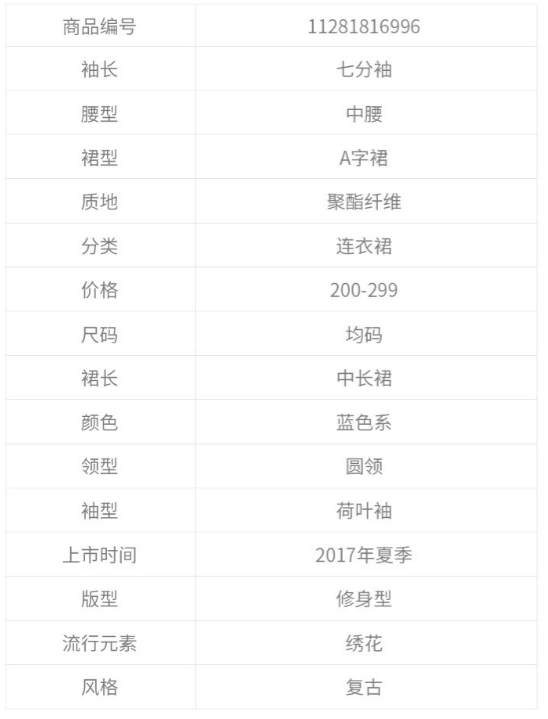 商品编号 11281816996
袖长 七分袖
腰型 中腰
裙型 A字裙
质地 聚酯纤维
分类 连衣裙
价格 200-299
尺码 均码
裙长 中长裙
颜色 蓝色系
领型 圆领
袖型 荷叶袖
上市时间 2017年夏季
版型 修身型
流行元素 绣花
风格 复古